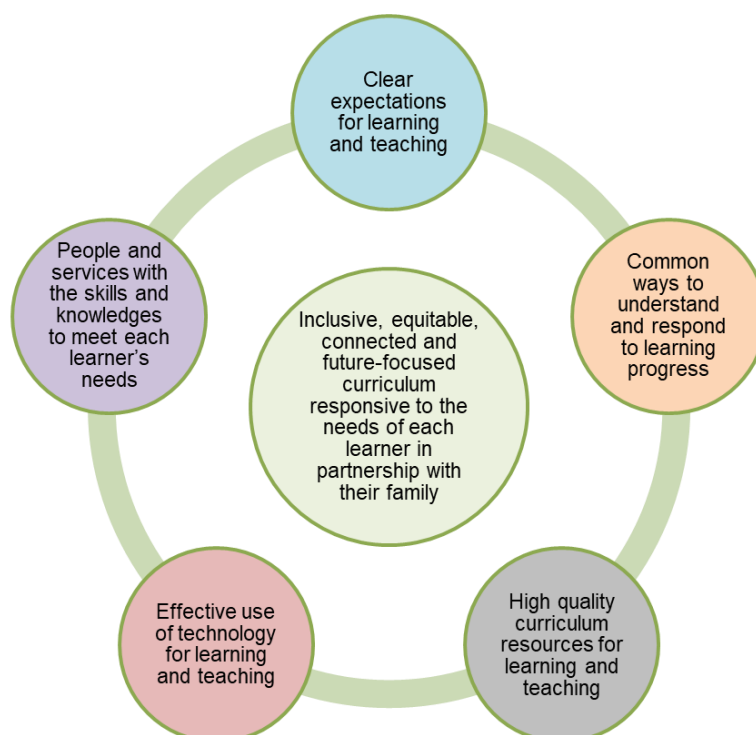 Clear
expectations
for learning
and teaching
People and
services with
the skills and
knowledges
to meet each
learner's
needs
Common
ways to
understand
and respond
to learning
progress
Inclusive, equitable,
connected and
future-focused
curriculum
responsive to the
needs of each
learner in
partnership with
their family
Effective use
of technology
for learning
and teaching
High quality
curriculum
resources for
learning and
teaching